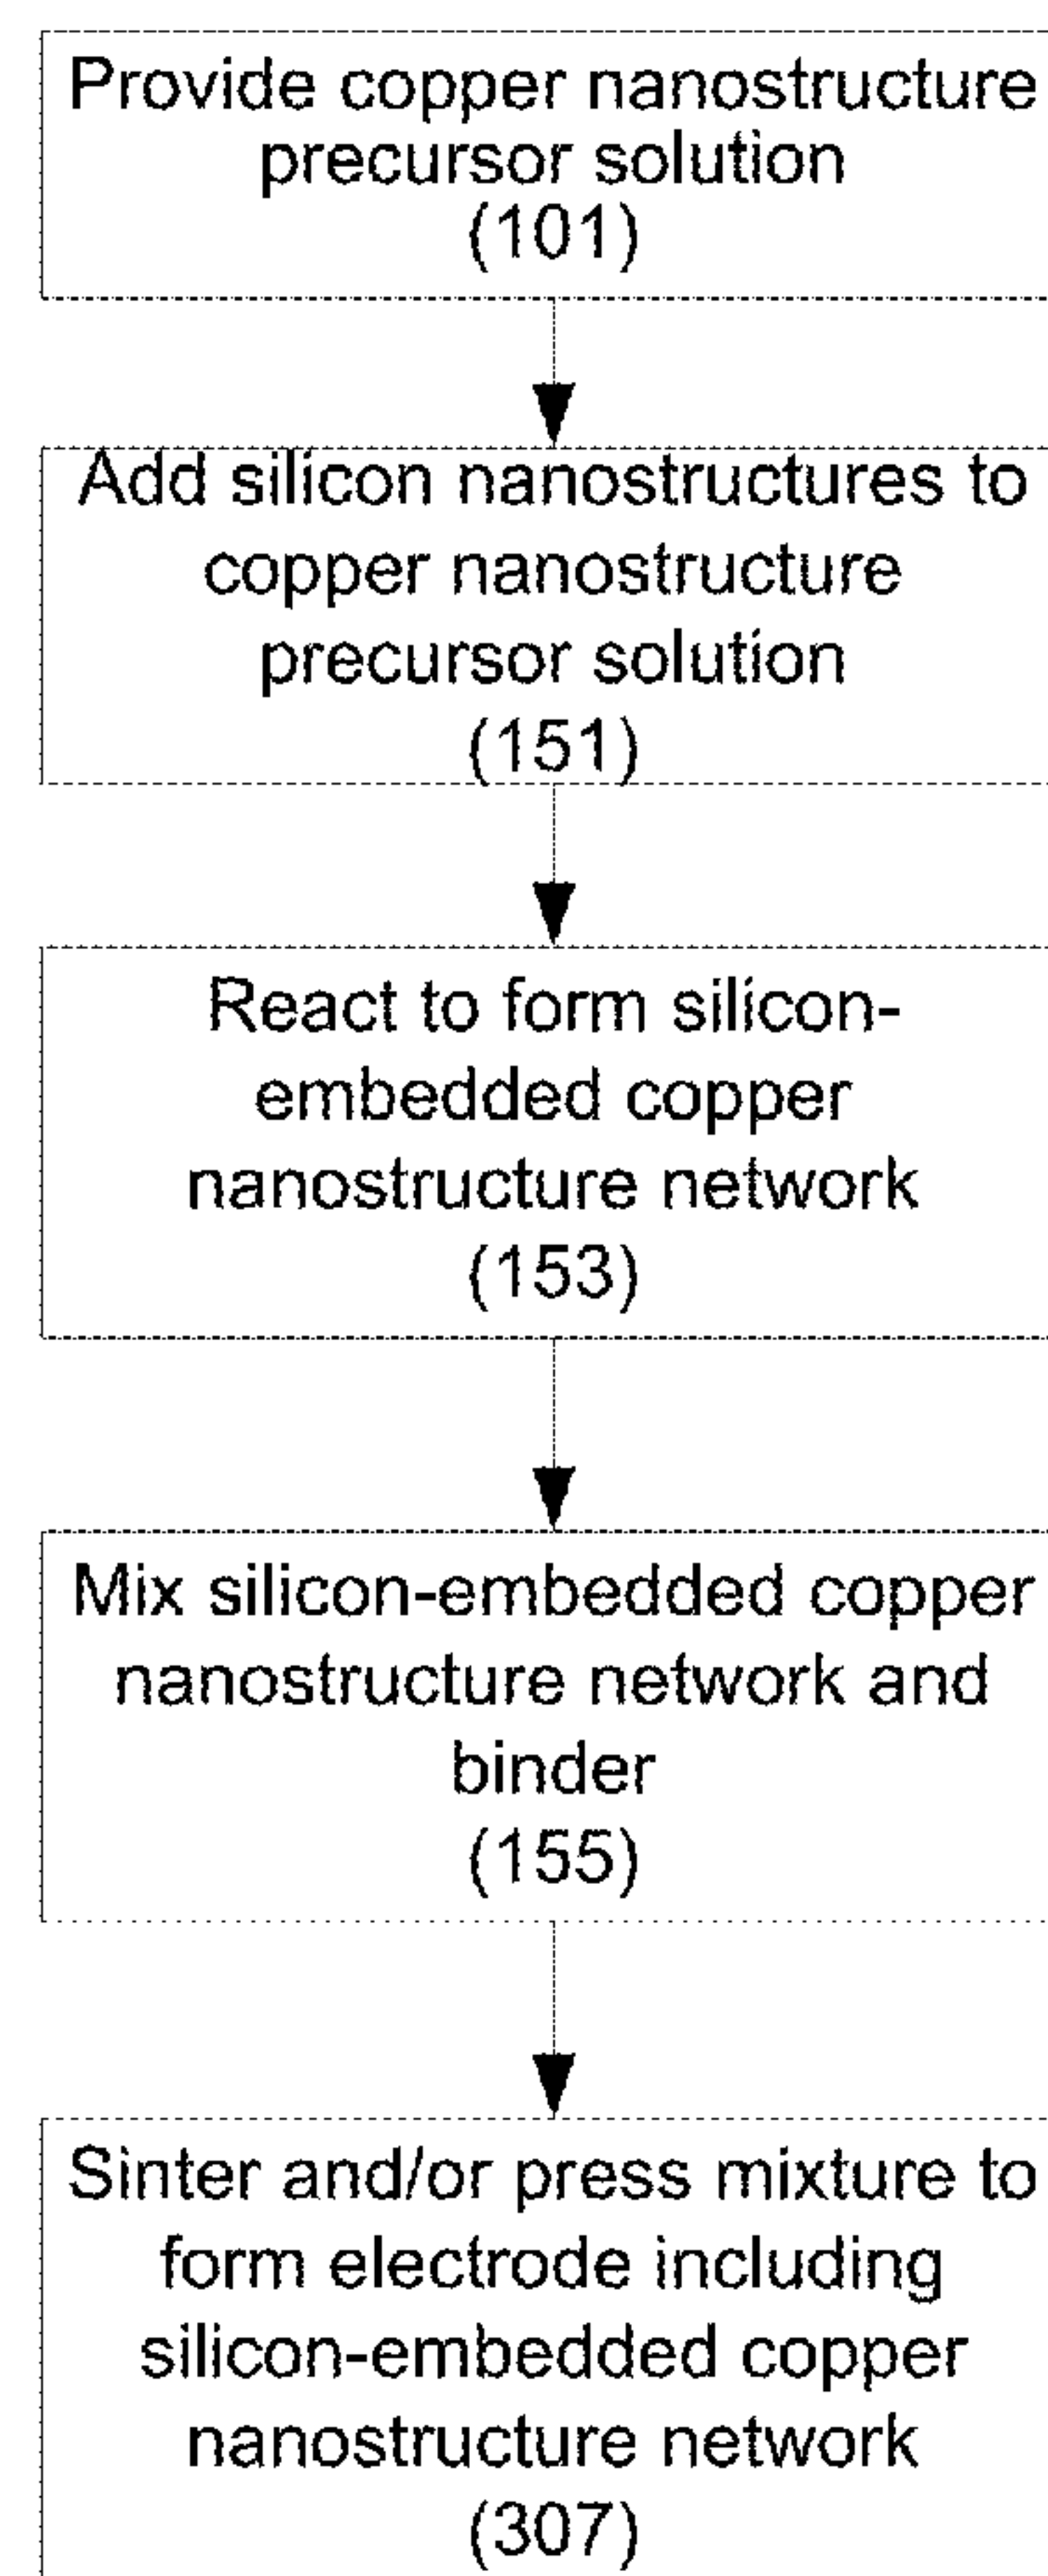 Provide copper nanostructure
precursor solution
(101)
Add silicon nanostructures to
copper nanostructure
precursor solution
(151)
React to form silicon-
embedded copper
nanostructure network
(153)
Mix silicon-embedded copper
nanostructure network and
binder
(155)
Sinter and/or press mixture to
form electrode including
silicon-embedded copper
nanostructure network
(307)